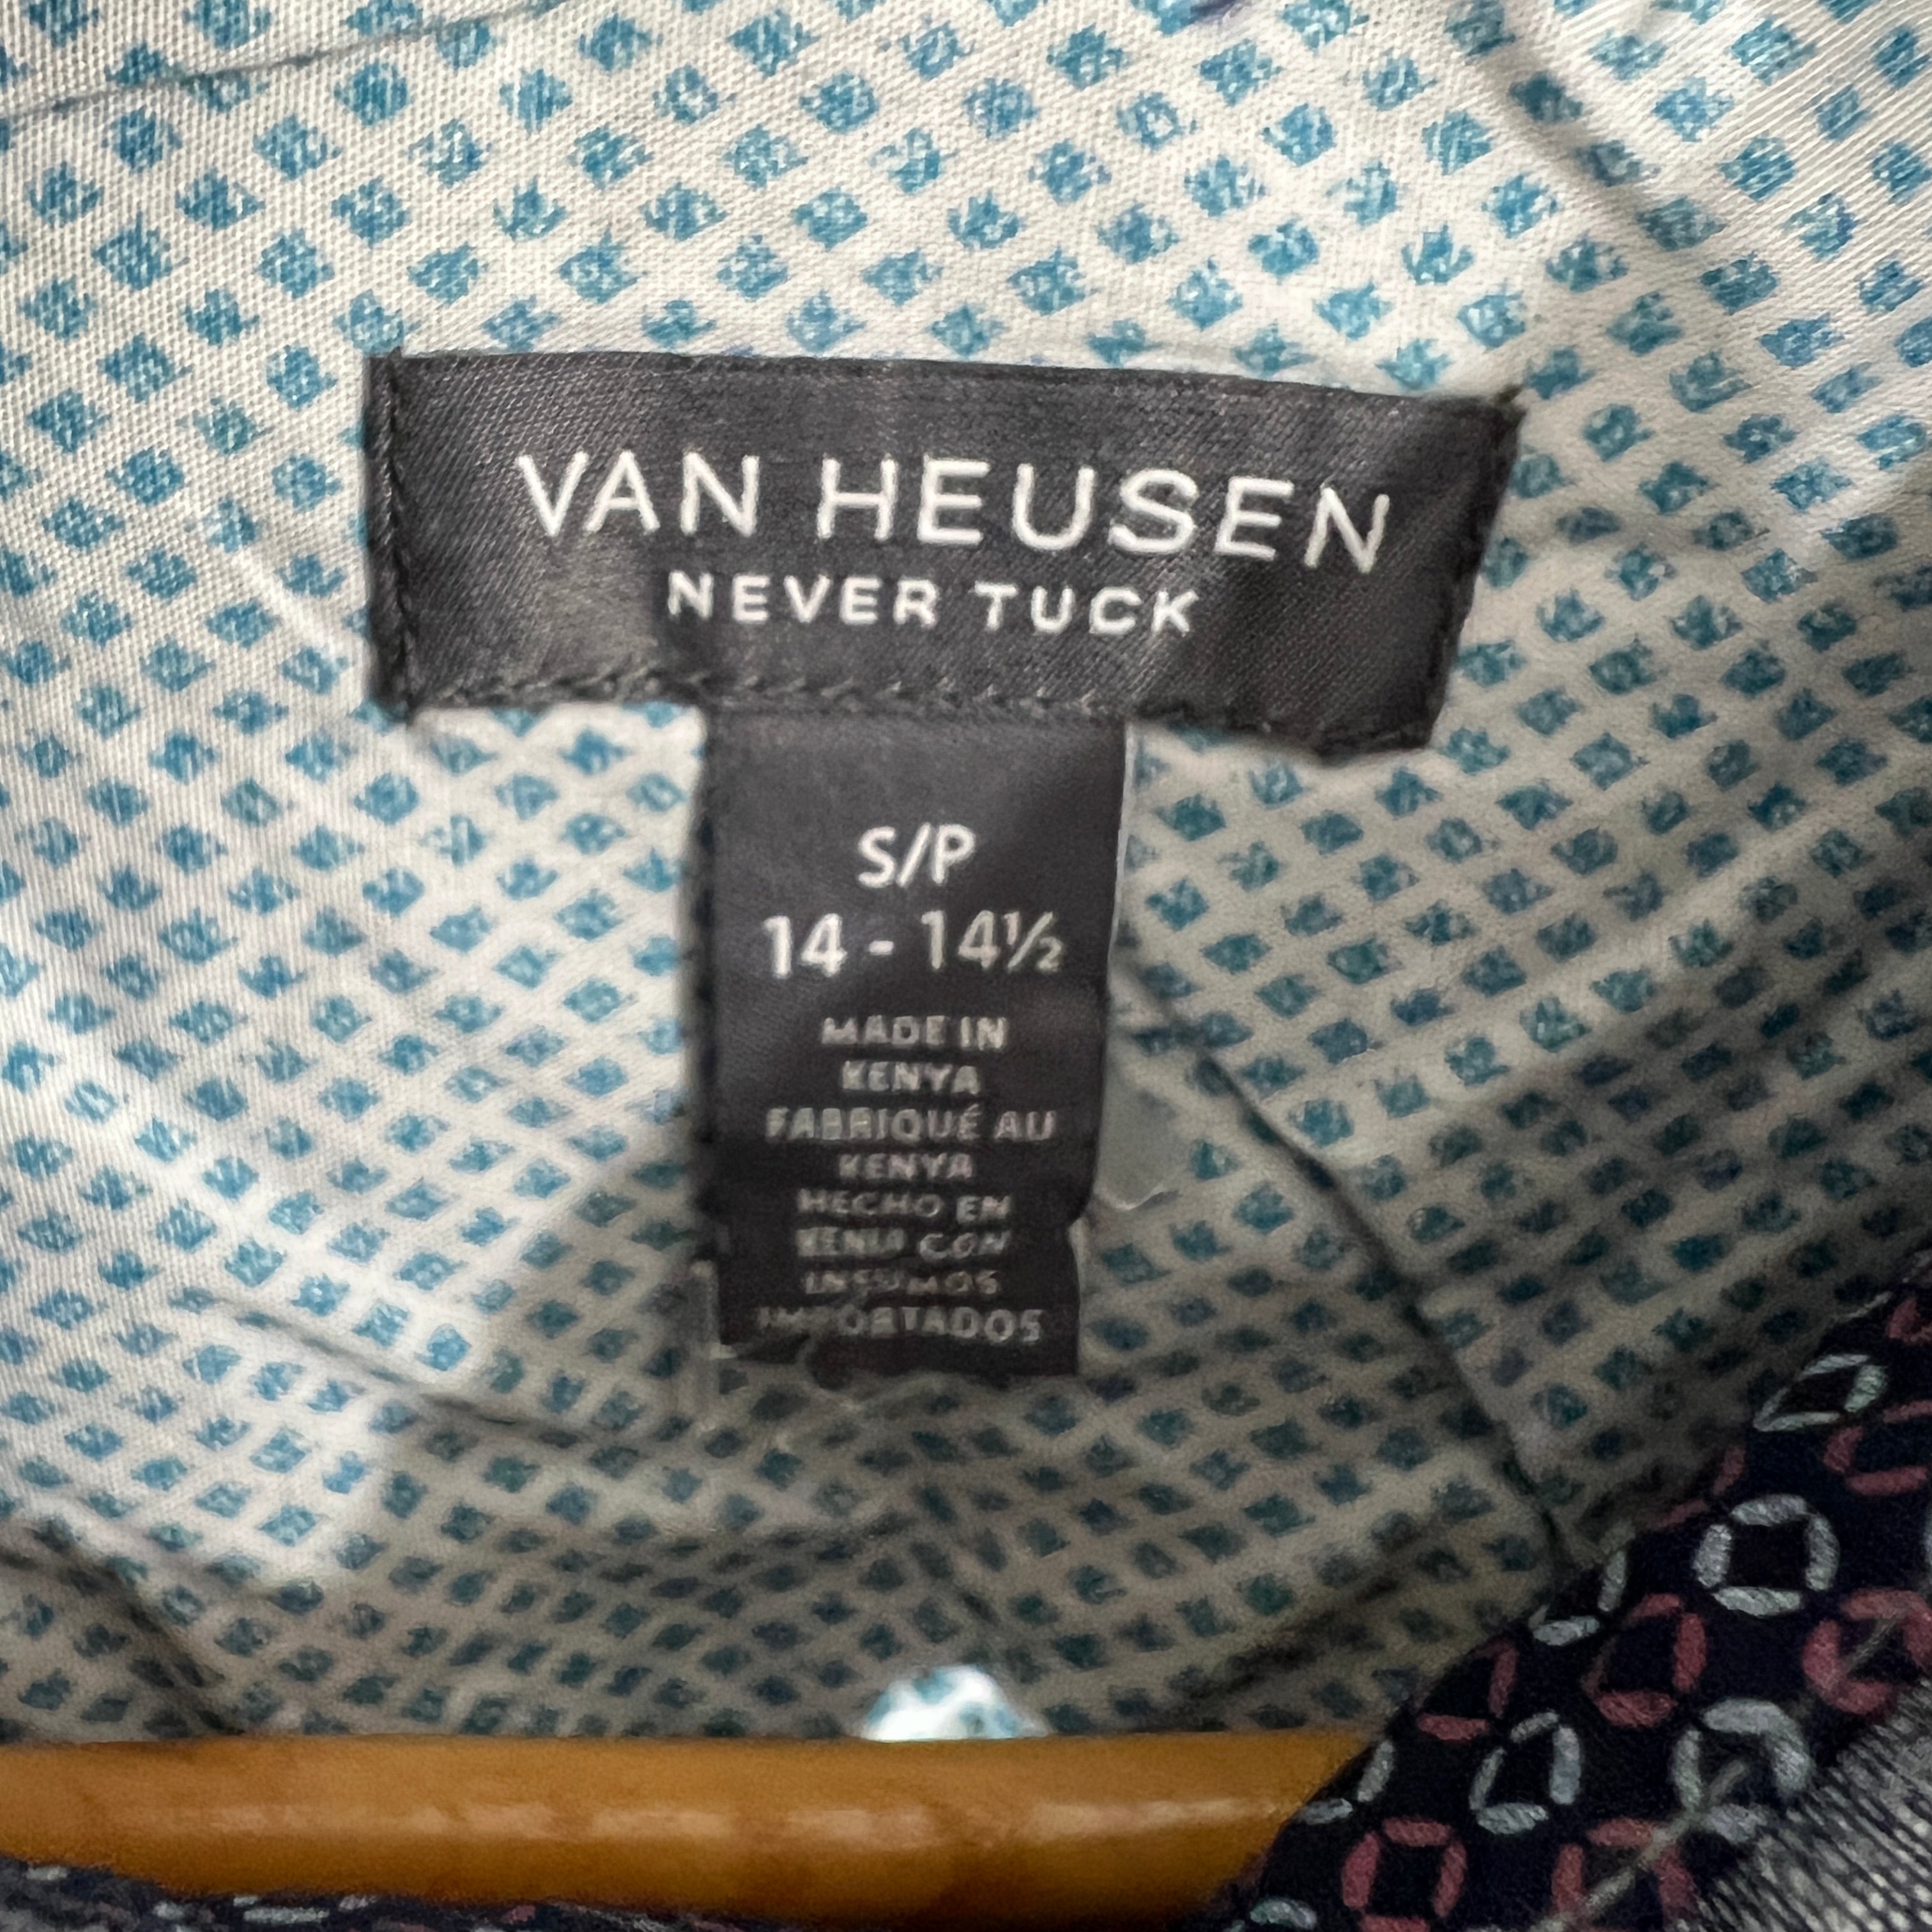 VAN HEUSEN
NEVER TUCK
S/P
14 - 14½
MADE IN
KENYA
FABRIQUÉ AU
KENYA
HECHO EN
KENIA CON
INSUMOS
IMPORTADOS